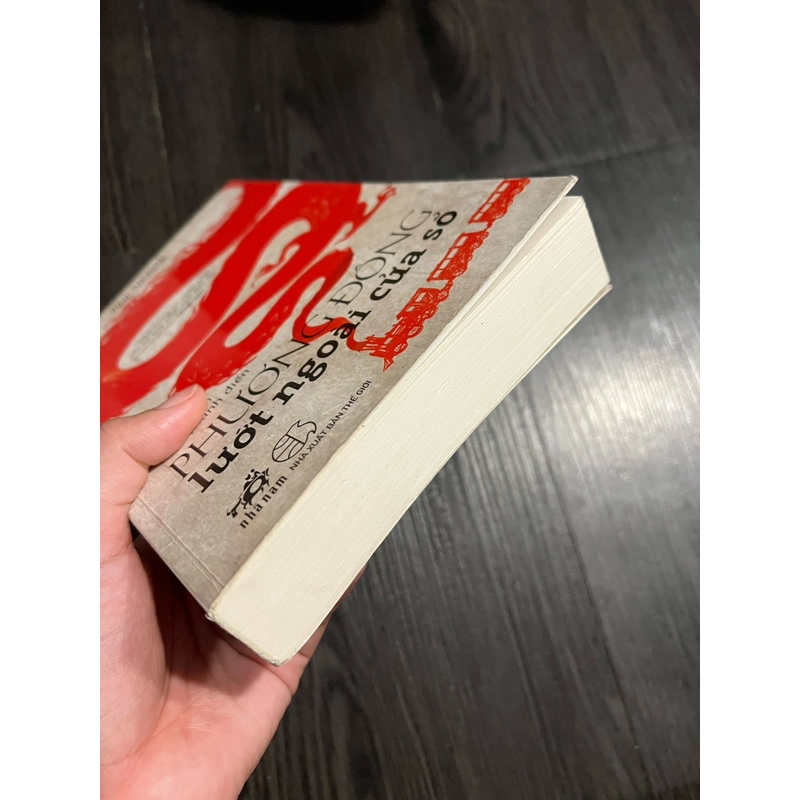 PHƯƠNG ĐÔNG
lướt ngoài cửa sổ
nhã nam
NHÀ XUẤT BẢN THẾ GIỚI